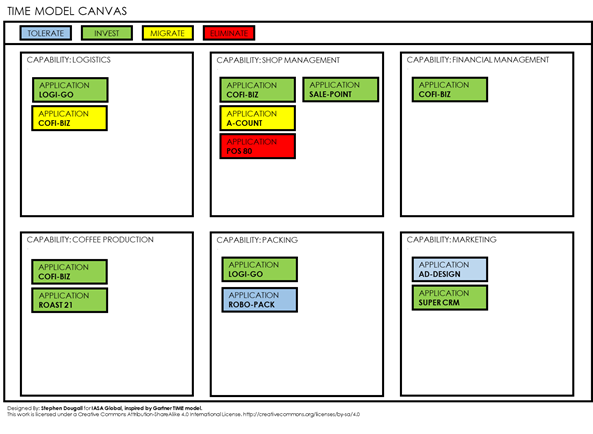 TIME MODEL CANVAS
TOLERATE INVEST MIGRATE ELIMINATE
CAPABILITY: LOGISTICS
APPLICATION
LOGI-GO
APPLICATION
COFI-BIZ
CAPABILITY: SHOP MANAGEMENT
APPLICATION
COFI-BIZ
APPLICATION
SALE-POINT
APPLICATION
A-COUNT
APPLICATION
POS 80
CAPABILITY: FINANCIAL MANAGEMENT
APPLICATION
COFI-BIZ
CAPABILITY: COFFEE PRODUCTION
APPLICATION
COFI-BIZ
APPLICATION
ROAST 21
CAPABILITY: PACKING
APPLICATION
LOGI-GO
APPLICATION
ROBO-PACK
CAPABILITY: MARKETING
APPLICATION
AD-DESIGN
APPLICATION
SUPER CRM
Designed By: Stephen Dougall for IASA Global, inspired by Gartner TIME model.
This work is licensed under a Creative Commons Attribution-ShareAlike 4.0 International License. http://creativecommons.org/licenses/by-sa/4.0